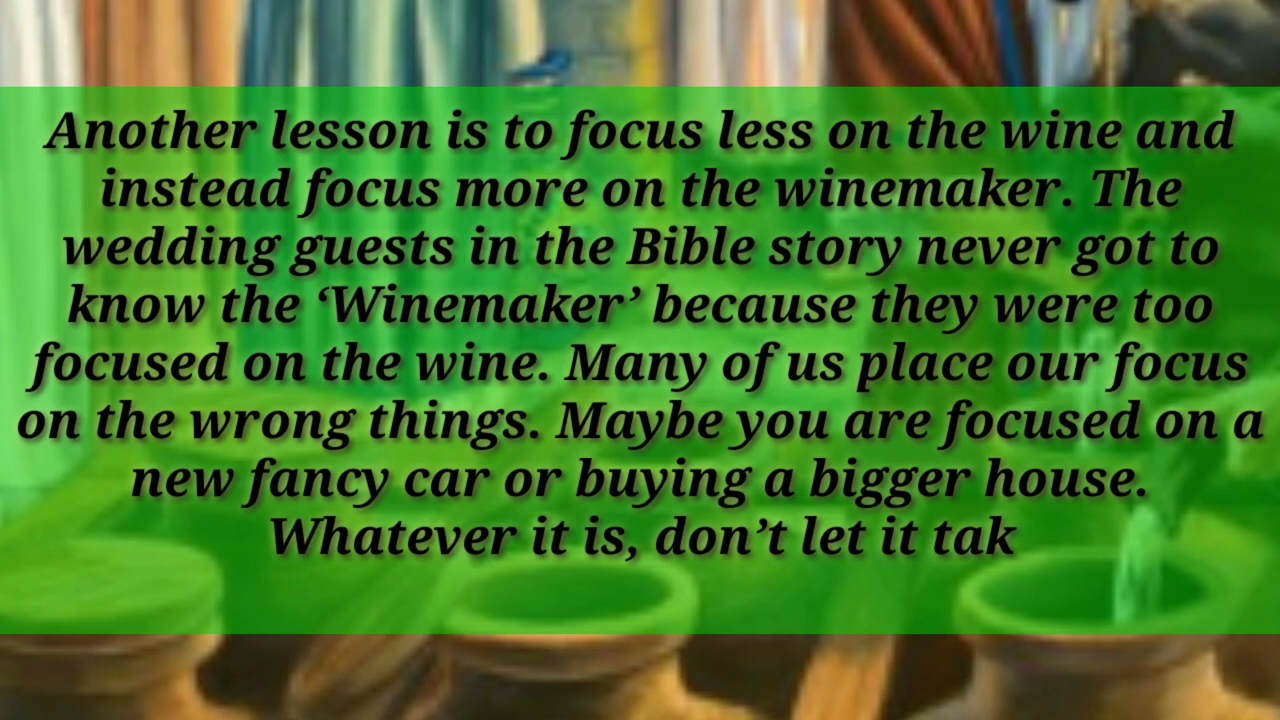 Another lesson is to focus less on the wine and
instead focus more on the winemaker. The
wedding guests in the Bible story never got to
know the ‘Winemaker’ because they were too
focused on the wine. Many of us place our focus
on the wrong things. Maybe you are focused on a
new fancy car or buying a bigger house.
Whatever it is, don’t let it tak